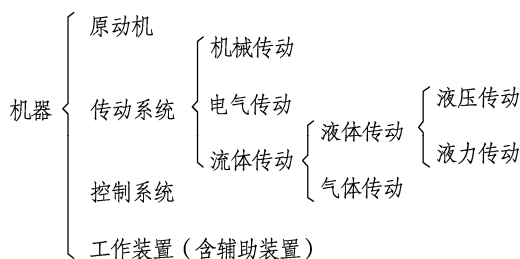 机器
原动机
传动系统
机械传动
电气传动
流体传动
液体传动
液压传动
液力传动
气体传动
控制系统
工作装置(含辅助装置)